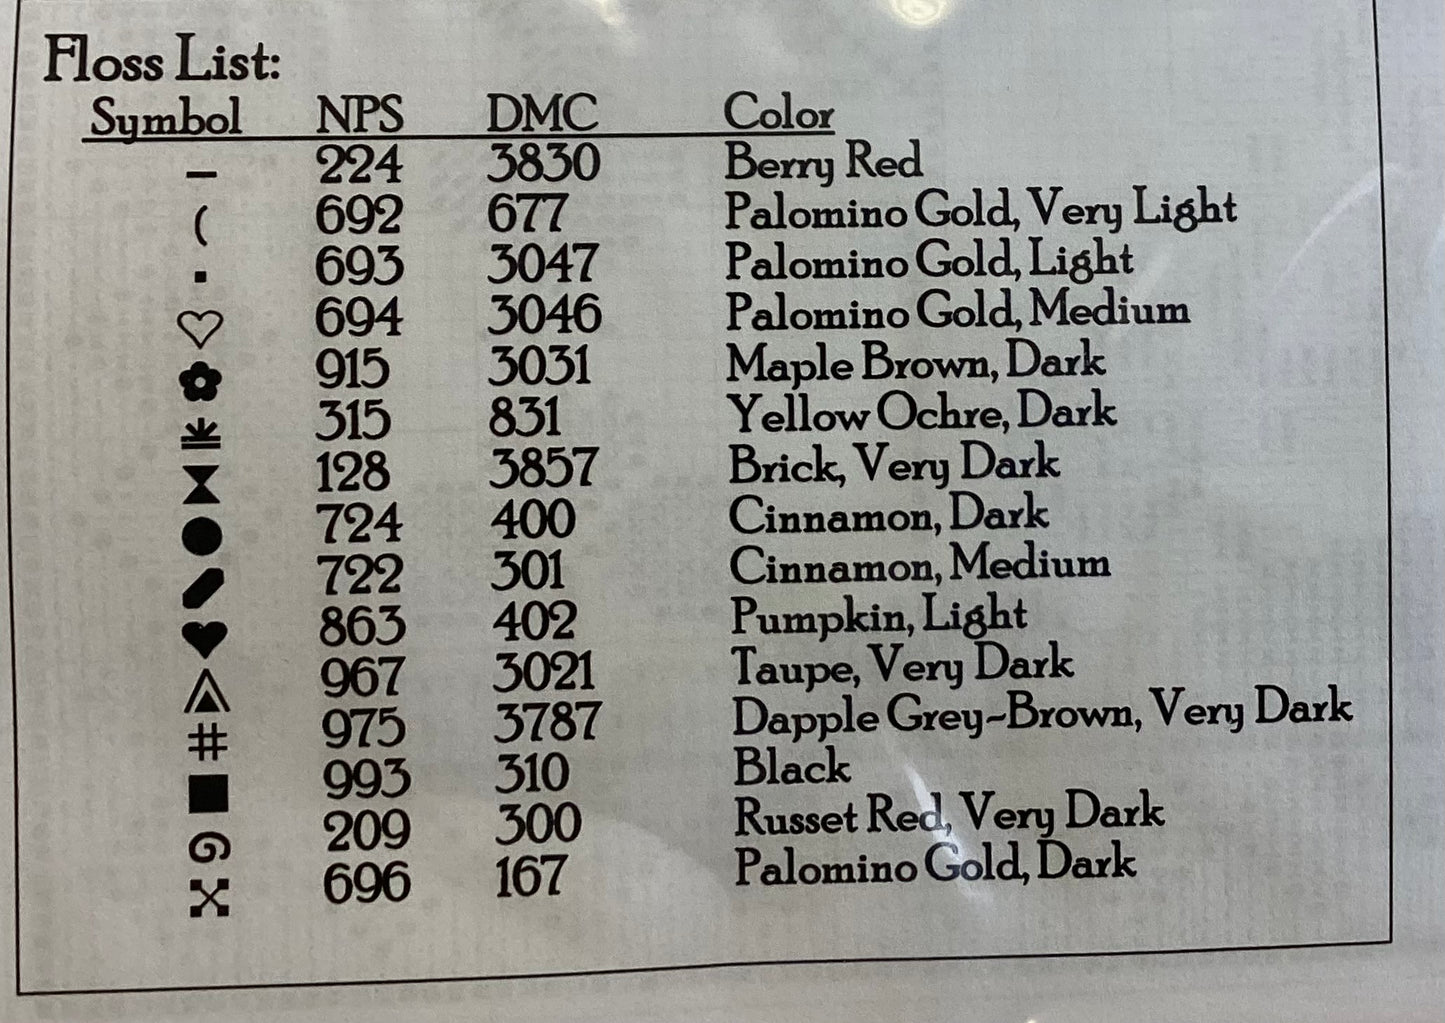 Floss List:
Symbol NPS DMC Color
– 224 3830 Berry Red
( 692 677 Palomino Gold, Very Light
▪ 693 3047 Palomino Gold, Light
♡ 694 3046 Palomino Gold, Medium
✿ 915 3031 Maple Brown, Dark
315 831 Yellow Ochre, Dark
⧗ 128 3857 Brick, Very Dark
● 724 400 Cinnamon, Dark
722 301 Cinnamon, Medium
♥ 863 402 Pumpkin, Light
967 3021 Taupe, Very Dark
# 975 3787 Dapple Grey~Brown, Very Dark
■ 993 310 Black
209 300 Russet Red, Very Dark
696 167 Palomino Gold, Dark